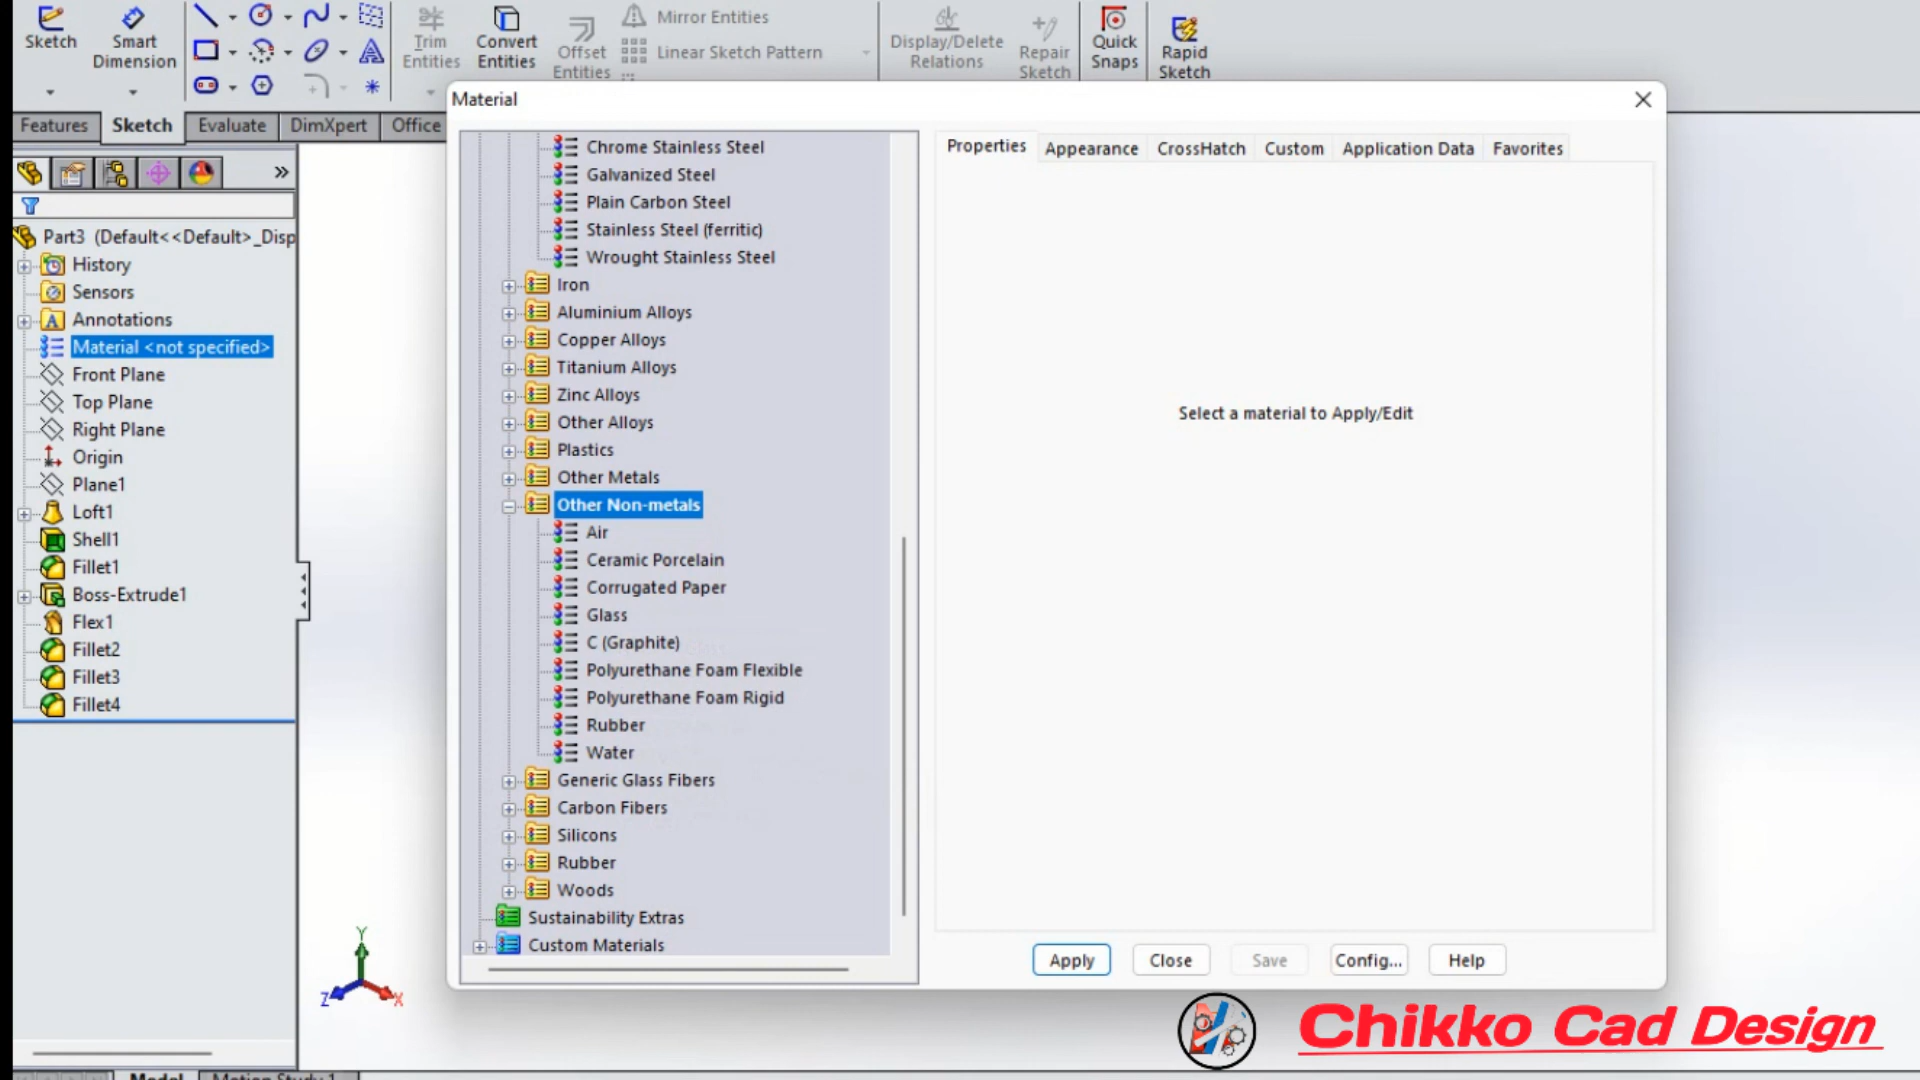 Sketch
Smart
Dimension
Trim
Entities
Convert
Entities
Offset
Entities
Mirror Entities
Linear Sketch Pattern
Display/Delete
Relations
Repair
Sketch
Quick
Snaps
Rapid
Sketch
Features
Sketch
Evaluate
DimXpert
Office
Part3 (Default<<Default>_Disp
History
Sensors
Annotations
Material <not specified>
Front Plane
Top Plane
Right Plane
Origin
Plane1
Loft1
Shell1
Fillet1
Boss-Extrude1
Flex1
Fillet2
Fillet3
Fillet4
Material
Chrome Stainless Steel
Galvanized Steel
Plain Carbon Steel
Stainless Steel (ferritic)
Wrought Stainless Steel
Iron
Aluminium Alloys
Copper Alloys
Titanium Alloys
Zinc Alloys
Other Alloys
Plastics
Other Metals
Other Non-metals
Air
Ceramic Porcelain
Corrugated Paper
Glass
C (Graphite)
Polyurethane Foam Flexible
Polyurethane Foam Rigid
Rubber
Water
Generic Glass Fibers
Carbon Fibers
Silicons
Rubber
Woods
Sustainability Extras
Custom Materials
Properties
Appearance
CrossHatch
Custom
Application Data
Favorites
Select a material to Apply/Edit
Apply
Close
Save
Config...
Help
Y
Z
X
Chikko Cad Design
Model
Motion Study 1